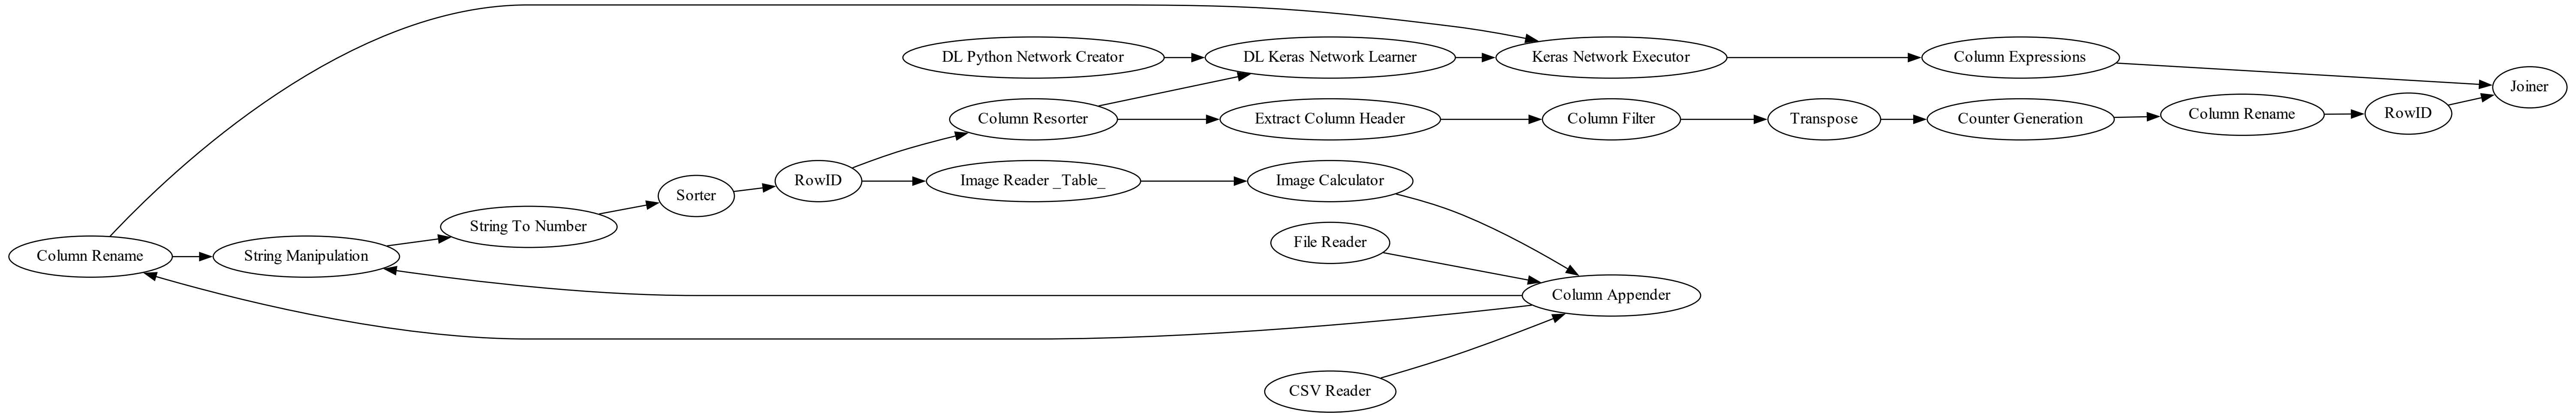 DL Python Network Creator
DL Keras Network Learner
Keras Network Executor
Column Expressions
Joiner
Column Resorter
Extract Column Header
Column Filter
Transpose
Counter Generation
Column Rename
RowID
RowID
Image Reader _Table_
Image Calculator
Sorter
String To Number
File Reader
Column Rename
String Manipulation
Column Appender
CSV Reader